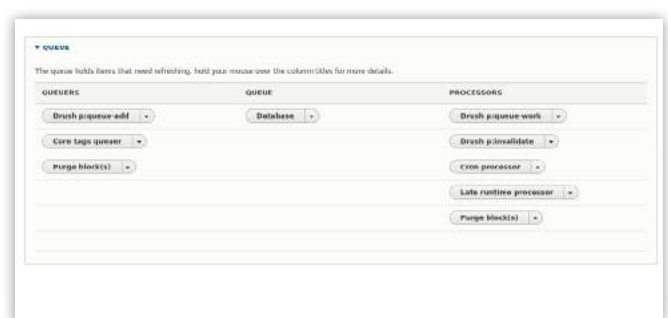 QUEUE
The queue holds items that need refreshing, hold your mouse over the column titles for more details.
QUEUERS QUEUE PROCESSORS
Drush p:queue-add Database Drush p:queue-work
Core tags queuer Drush p:invalidate
Purge block(s) Cron processor
Late runtime processor
Purge block(s)